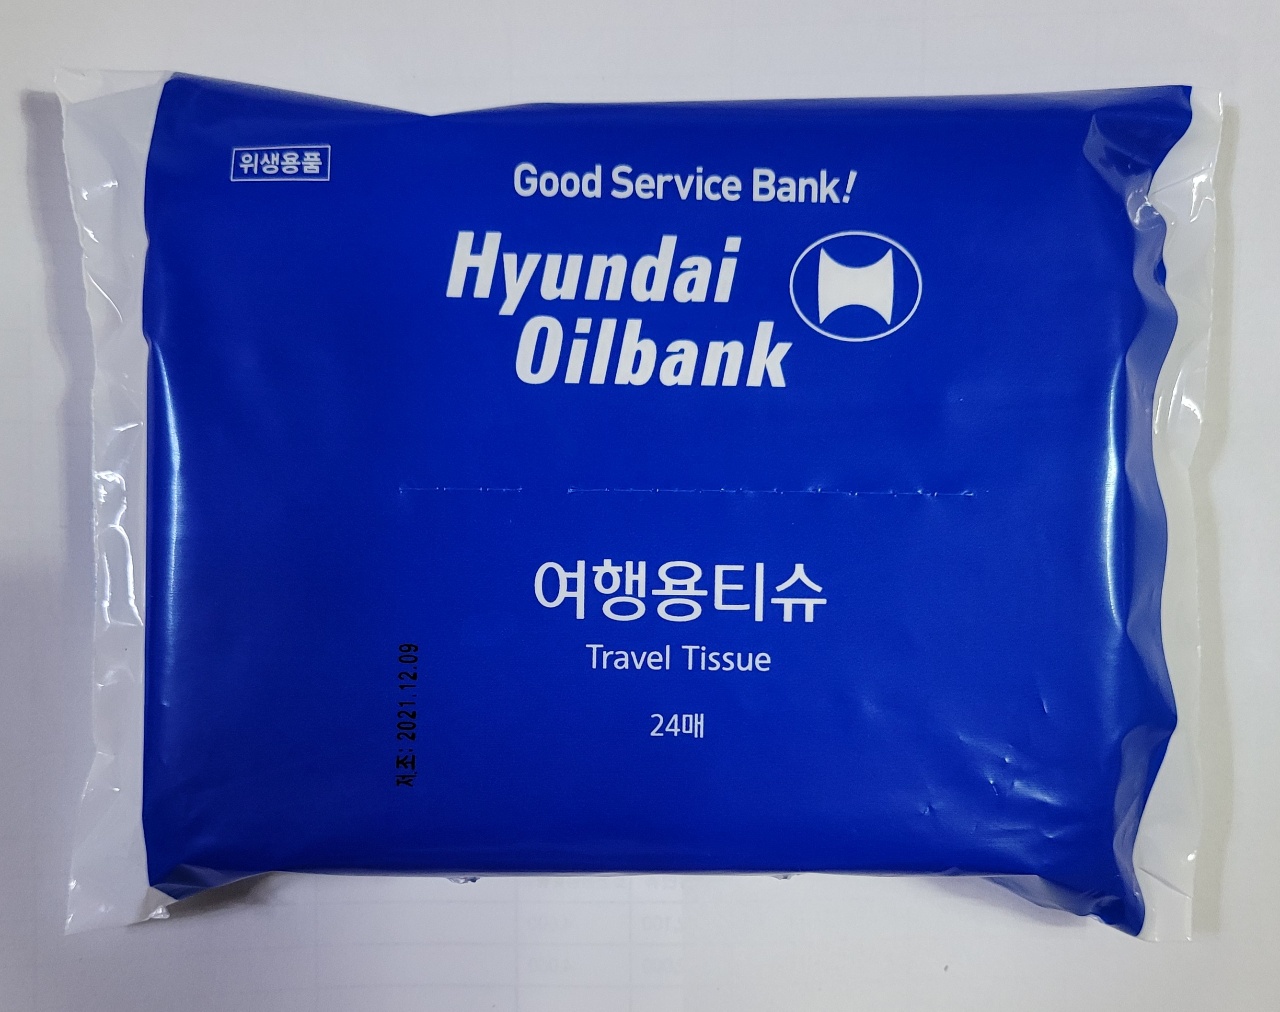 위생용품
Good Service Bank!
Hyundai
Oilbank
여행용티슈
Travel Tissue
24매
제조: 2021.12.09